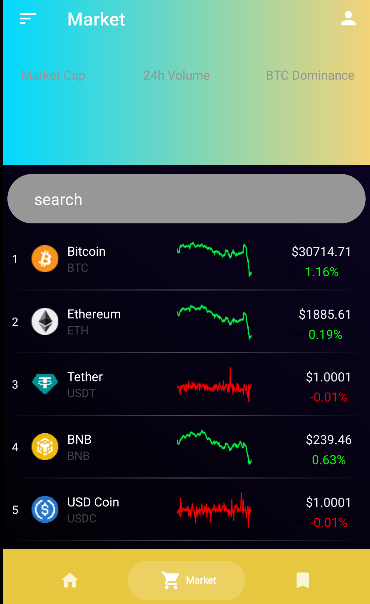 Market
Market Cap 24h Volume BTC Dominance
search
1 Bitcoin $30714.71
BTC 1.16%
2 Ethereum $1885.61
ETH 0.19%
3 Tether $1.0001
USDT -0.01%
4 BNB $239.46
BNB 0.63%
5 USD Coin $1.0001
USDC -0.01%
Market